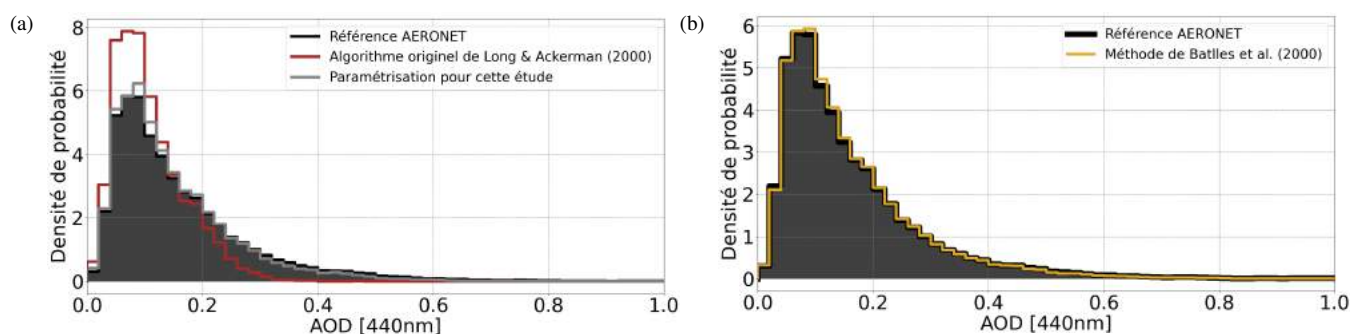 (a)
Densité de probabilité
8
6
4
2
0
Référence AERONET
Algorithme originel de Long & Ackerman (2000)
Paramétrisation pour cette étude
0.0 0.2 0.4 0.6 0.8 1.0
AOD [440nm]
(b)
Densité de probabilité
6
5
4
3
2
1
0
Référence AERONET
Méthode de Batlles et al. (2000)
0.0 0.2 0.4 0.6 0.8 1.0
AOD [440nm]